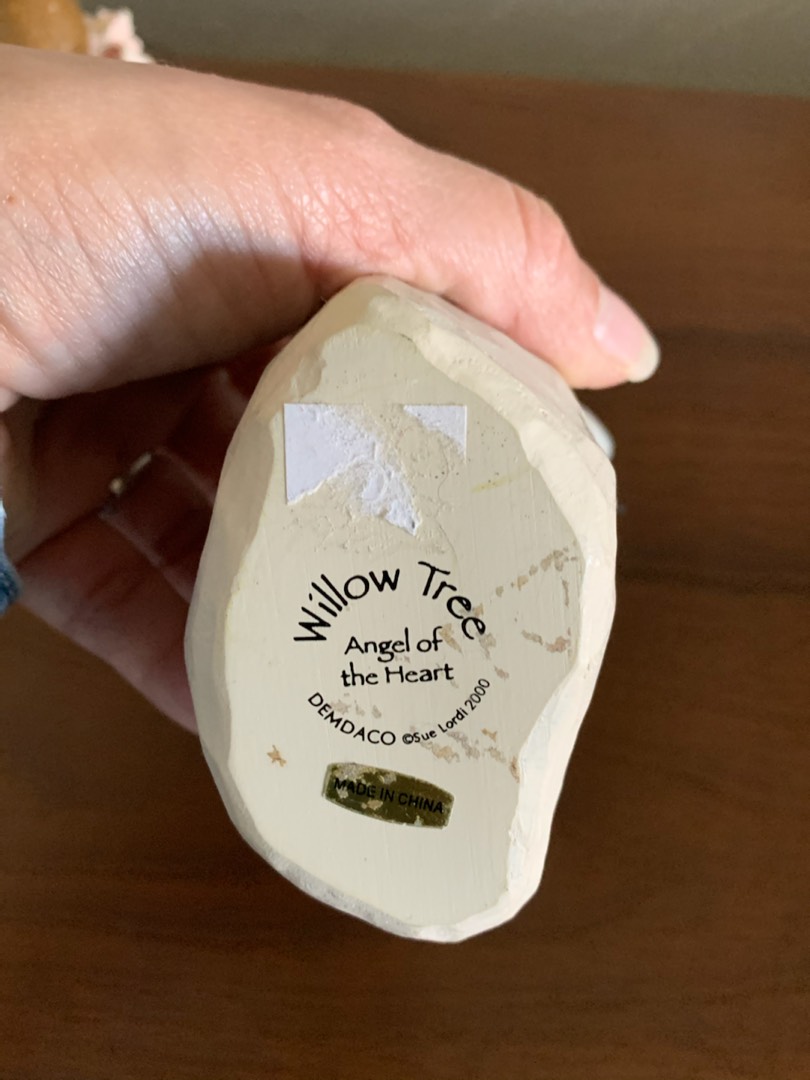 Willow Tree
Angel of
the Heart
DEMDACO ©Sue Lordi 2000
MADE IN CHINA